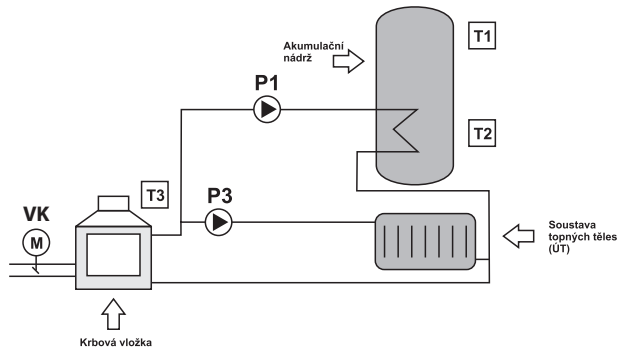 Akumulační
nádrž
T1
P1
T2
T3
P3
VK
M
Soustava
topných těles
(ÚT)
Krbová vložka